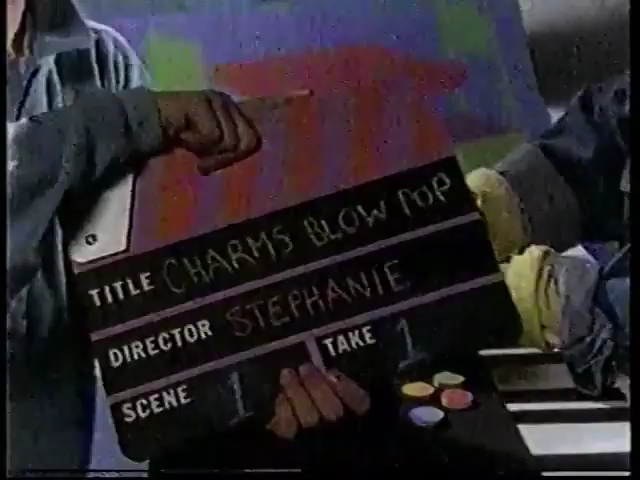 TITLE CHARMS BLOW POP
DIRECTOR STEPHANIE
SCENE 1 TAKE 1